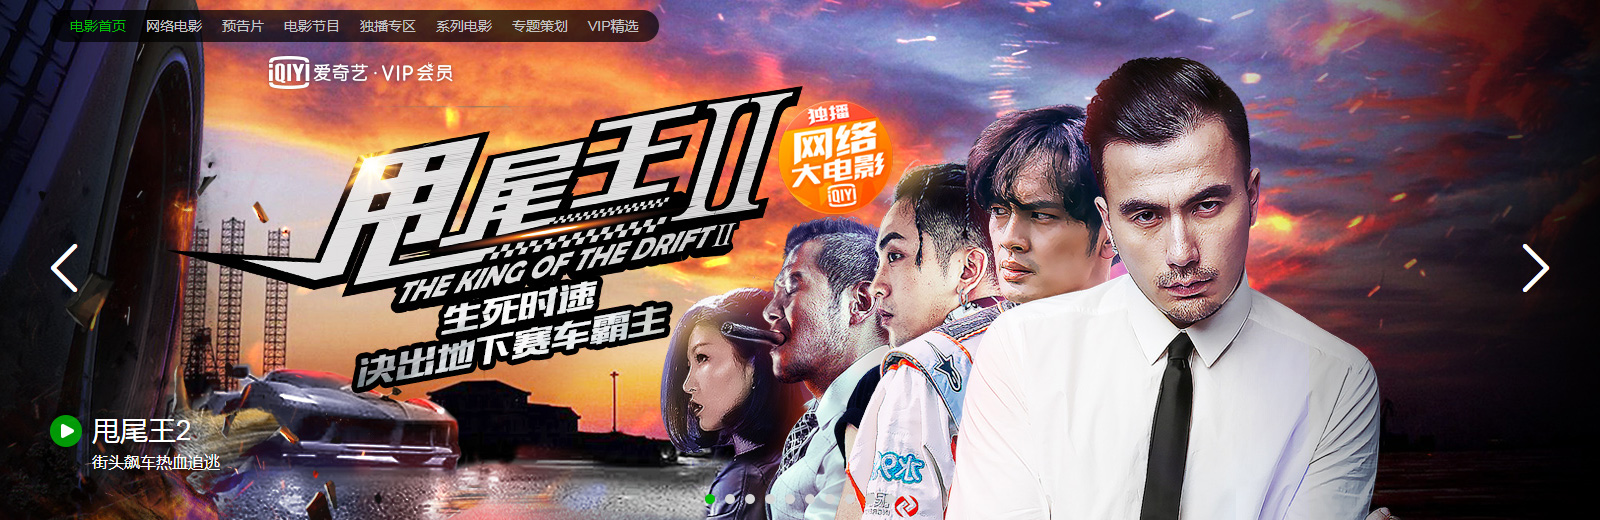 电影首页 网络电影 预告片 电影节目 独播专区 系列电影 专题策划 VIP精选
iQIYI 爱奇艺·VIP会员
独播
网络
大电影
iQIYI
甩尾王II
THE KING OF THE DRIFT II
生死时速
决出地下赛车霸主
甩尾王2
街头飙车热血追逃